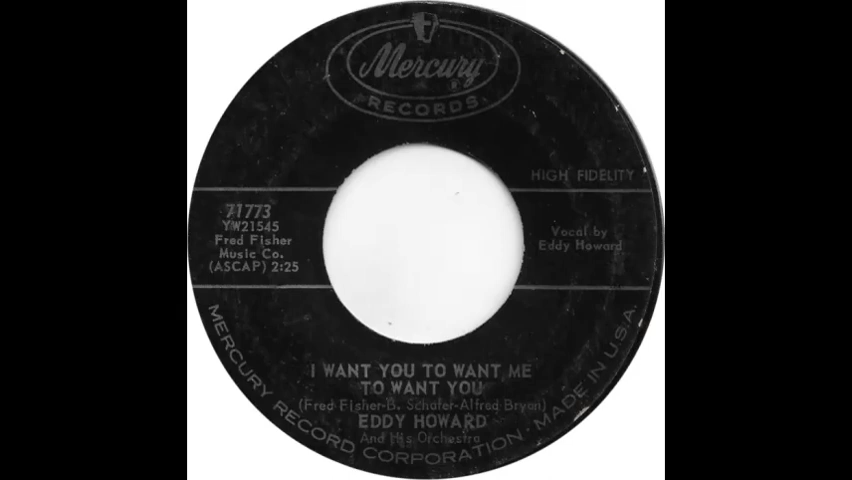 Mercury
®
RECORDS
HIGH FIDELITY
71773
YW21545
Fred Fisher
Music Co.
(ASCAP) 2:25
Vocal by
Eddy Howard
I WANT YOU TO WANT ME
TO WANT YOU
(Fred Fisher-B. Schafer-Alfred Bryan)
EDDY HOWARD
And His Orchestra
MERCURY RECORD CORPORATION - MADE IN U.S.A.